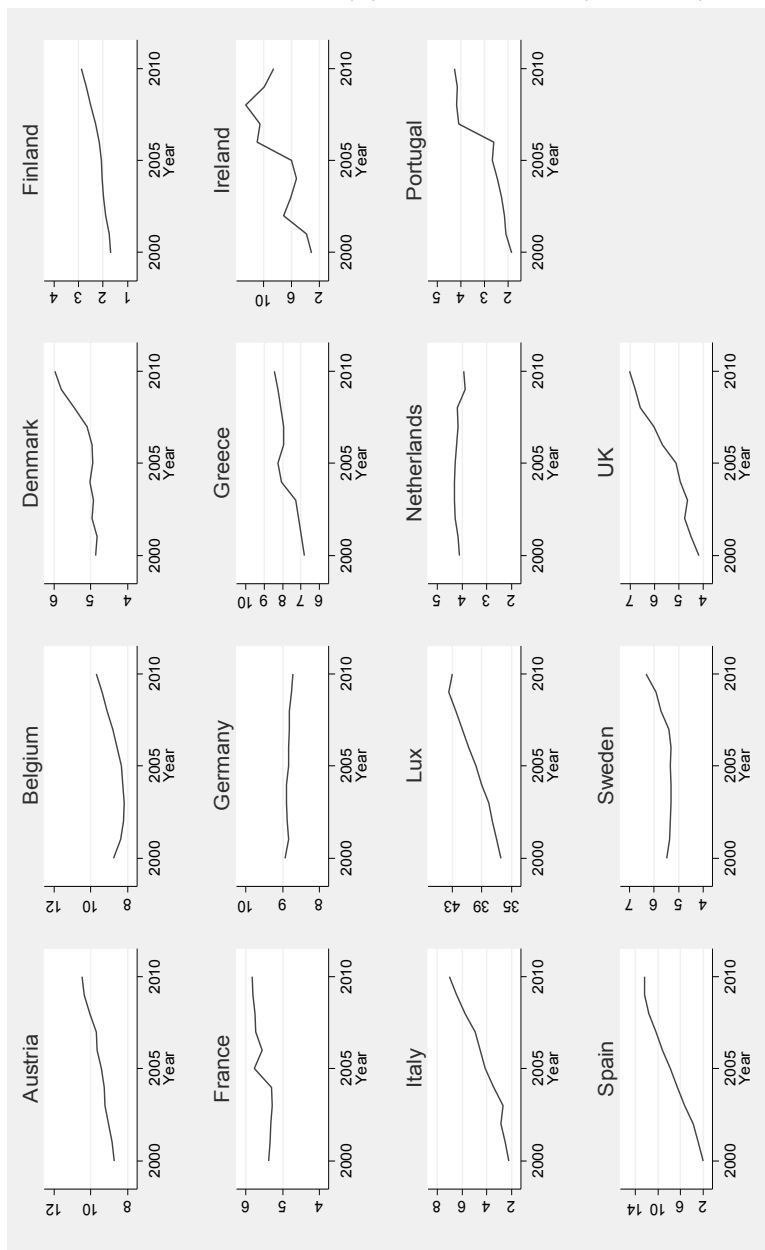 Austria
8 10 12
2000 2005 2010
Year
Belgium
8 10 12
2000 2005 2010
Year
Denmark
4 5 6
2000 2005 2010
Year
Finland
1 2 3 4
2000 2005 2010
Year
France
4 5 6
2000 2005 2010
Year
Germany
8 9 10
2000 2005 2010
Year
Greece
6 7 8 9 10
2000 2005 2010
Year
Ireland
2 6 10
2000 2005 2010
Year
Italy
2 4 6 8
2000 2005 2010
Year
Lux
35 39 43
2000 2005 2010
Year
Netherlands
2 3 4 5
2000 2005 2010
Year
Portugal
2 3 4 5
2000 2005 2010
Year
Spain
2 6 10 14
2000 2005 2010
Year
Sweden
4 5 6 7
2000 2005 2010
Year
UK
4 5 6 7
2000 2005 2010
Year